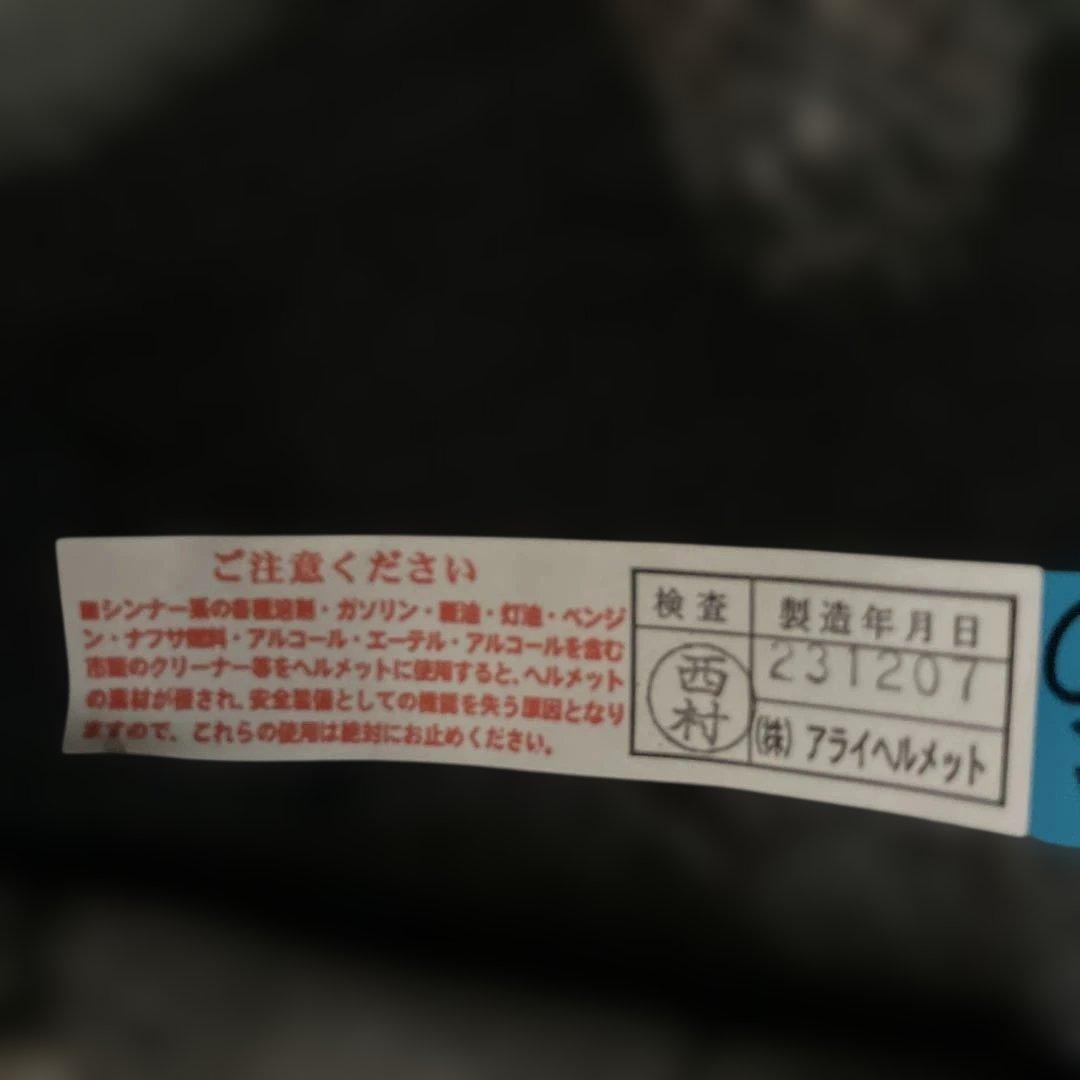 ご注意ください
■シンナー系の各種溶剤・ガソリン・軽油・灯油・ベンジ
ン・ナフサ燃料・アルコール・エーテル・アルコールを含む
市販のクリーナー等をヘルメットに使用すると、ヘルメット
の素材が侵され、安全装備としての機能を失う原因となり
ますので、これらの使用は絶対にお止めください。
検査
西村
製造年月日
231207
(株)アライヘルメット